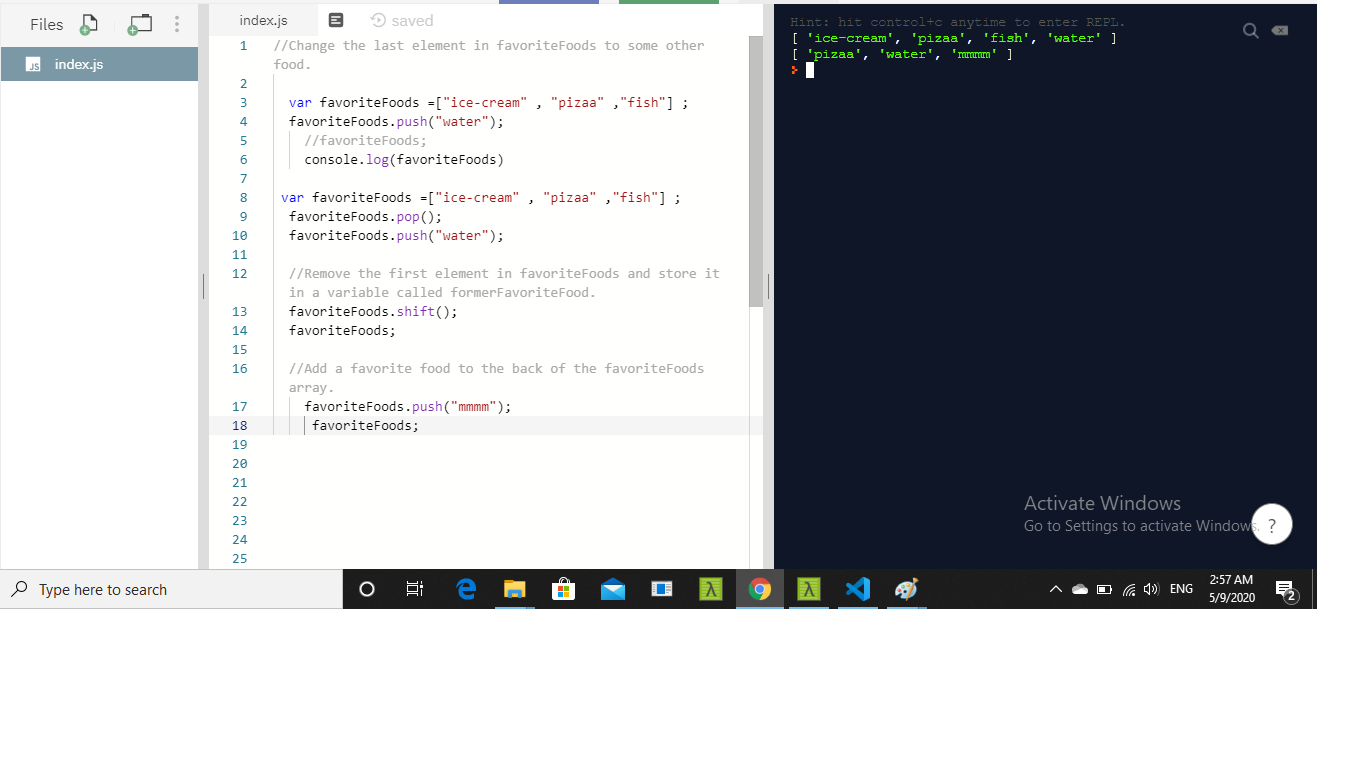 Files
index.js
saved
index.js
1 //Change the last element in favoriteFoods to some other
food.
2
3 var favoriteFoods =["ice-cream" , "pizaa" ,"fish"] ;
4 favoriteFoods.push("water");
5 //favoriteFoods;
6 console.log(favoriteFoods)
7
8 var favoriteFoods =["ice-cream" , "pizaa" ,"fish"] ;
9 favoriteFoods.pop();
10 favoriteFoods.push("water");
11
12 //Remove the first element in favoriteFoods and store it
in a variable called formerFavoriteFood.
13 favoriteFoods.shift();
14 favoriteFoods;
15
16 //Add a favorite food to the back of the favoriteFoods
array.
17 favoriteFoods.push("mmmm");
18 favoriteFoods;
19
20
21
22
23
24
25
Hint: hit control+c anytime to enter REPL.
[ 'ice-cream', 'pizaa', 'fish', 'water' ]
[ 'pizaa', 'water', 'mmmm' ]
>
Activate Windows
Go to Settings to activate Windows.
?
Type here to search
ENG
2:57 AM
5/9/2020
2